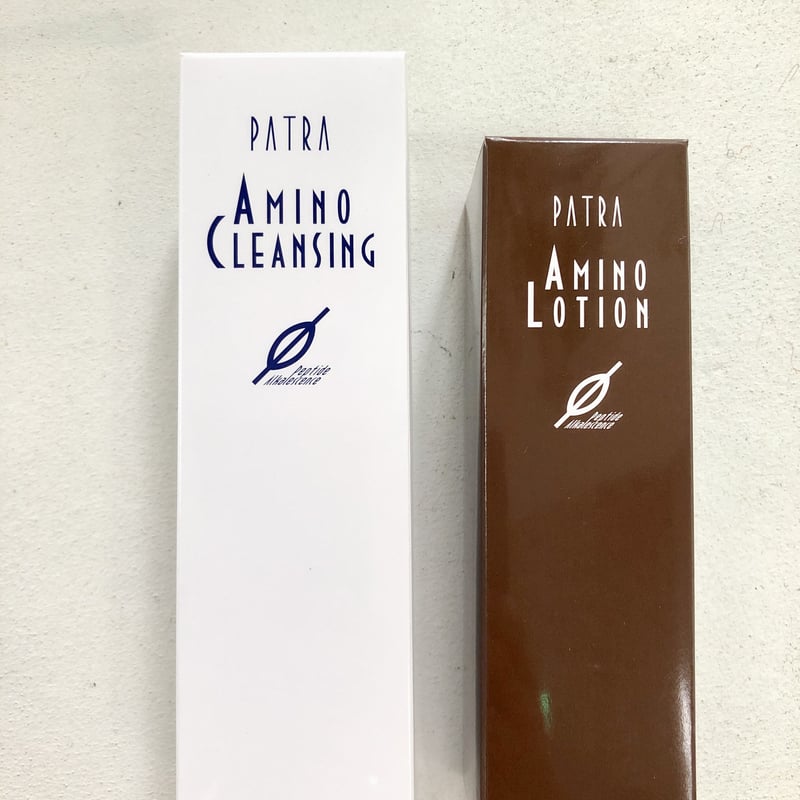 PATRA
AMINO
CLEANSING
Peptide
Alkalescence
PATRA
AMINO
LOTION
Peptide
Alkalescence